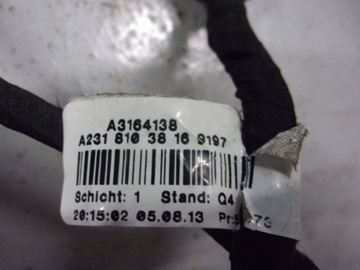 A3164138
A231 810 38 16 9197
Schicht: 1 Stand: Q4
20:15:02 05.08.13